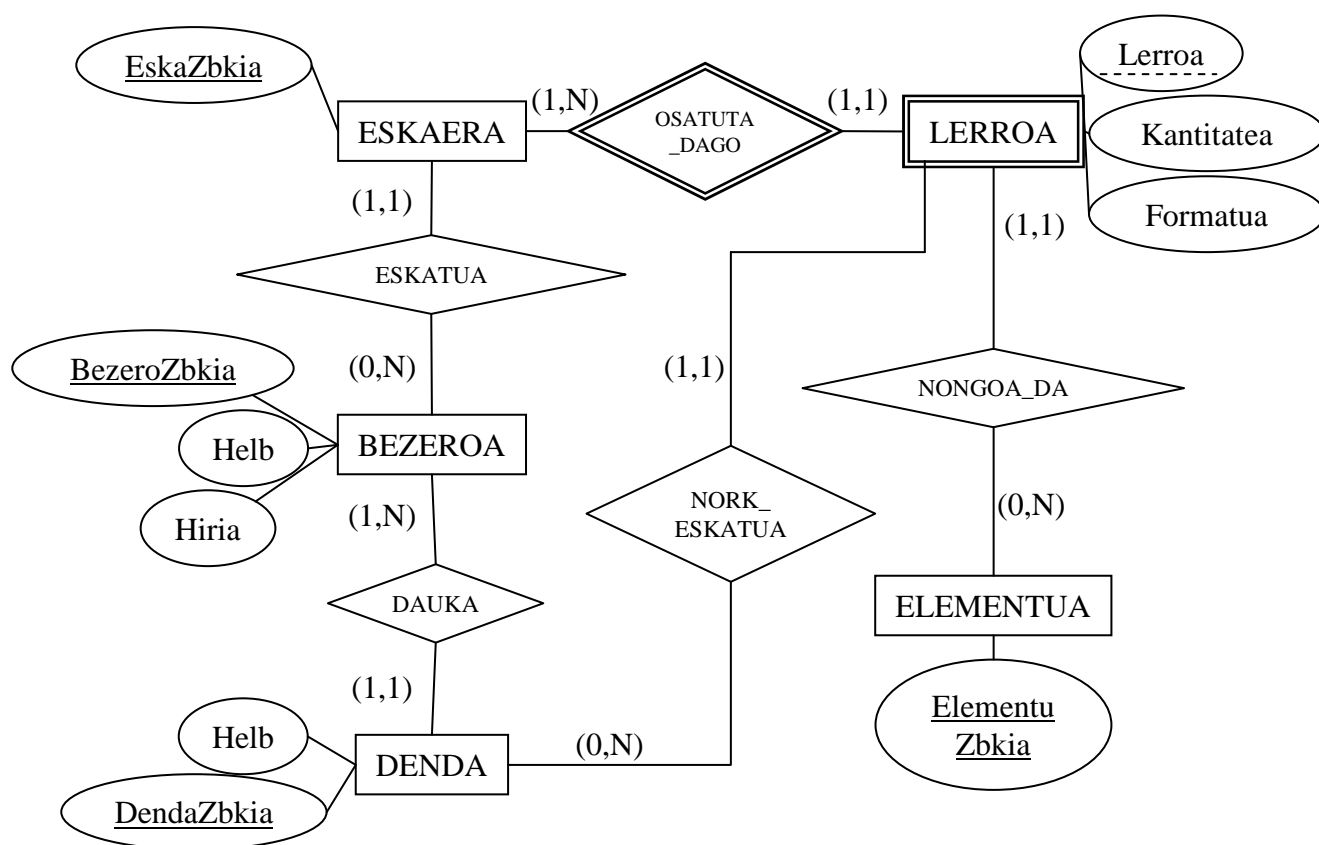 Lerroa
EskaZbkia
(1,N)
(1,1)
OSATUTA
_DAGO
ESKAERA
LERROA
Kantitatea
Formatua
(1,1)
(1,1)
ESKATUA
(0,N)
(1,1)
BezeroZbkia
NONGOA_DA
Helb
BEZEROA
Hiria
(1,N)
NORK_
ESKATUA
(0,N)
DAUKA
ELEMENTUA
(1,1)
Elementu
Zbkia
Helb
(0,N)
DENDA
DendaZbkia